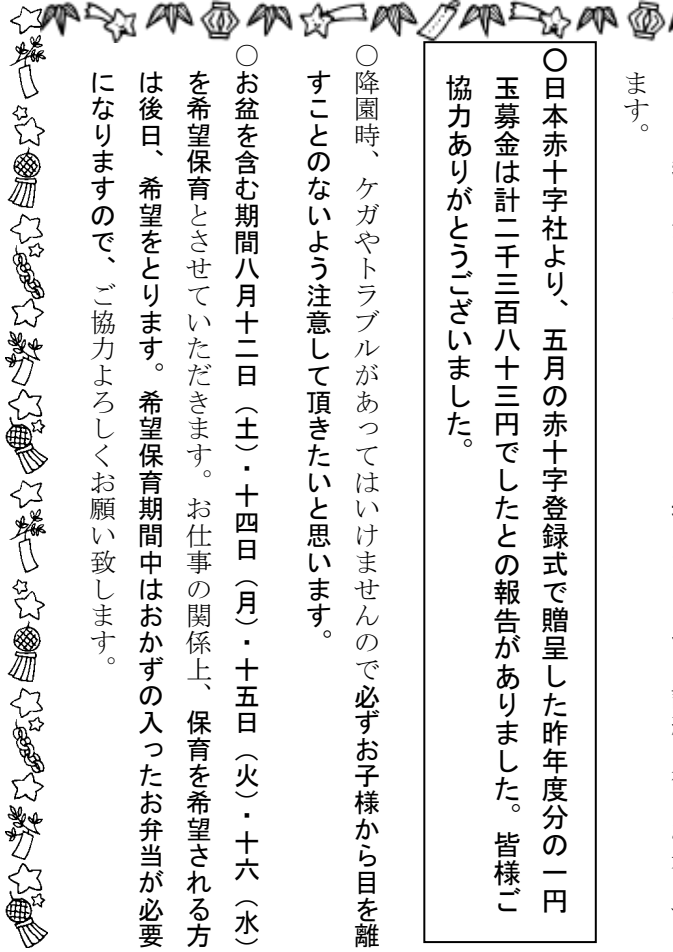 ます。
○日本赤十字社より、五月の赤十字登録式で贈呈した昨年度分の一円
玉募金は計二千三百八十三円でしたとの報告がありました。皆様ご
協力ありがとうございました。
○降園時、ケガやトラブルがあってはいけませんので必ずお子様から目を離
すことのないよう注意して頂きたいと思います。
○お盆を含む期間八月十二日（土）・十四日（月）・十五日（火）・十六（水）
を希望保育とさせていただきます。お仕事の関係上、保育を希望される方
は後日、希望をとります。希望保育期間中はおかずの入ったお弁当が必要
になりますので、ご協力よろしくお願い致します。